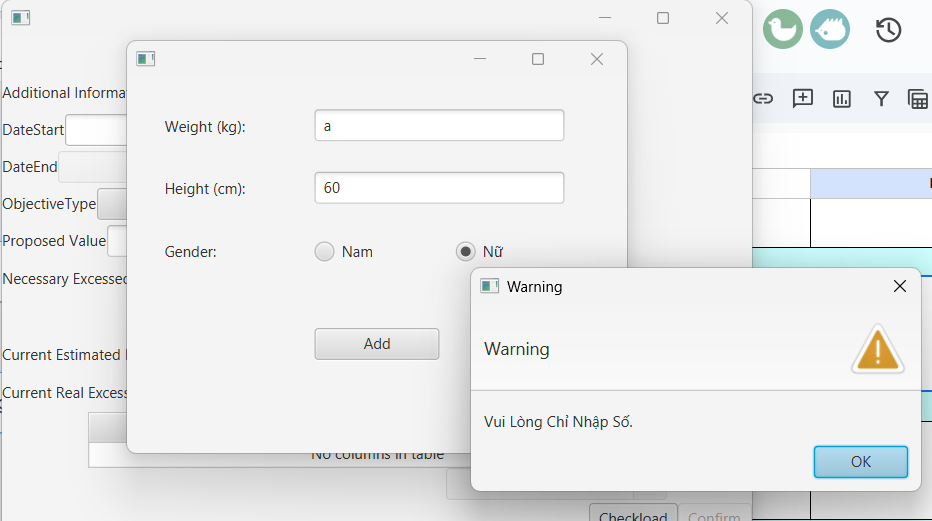 Additional Informa
DateStart
DateEnd
ObjectiveType
Proposed Value
Necessary Excessed
Current Estimated
Current Real Excess
Weight (kg):
a
Height (cm):
60
Gender:
Nam
Nữ
Add
Warning
Warning
Vui Lòng Chỉ Nhập Số.
OK
No columns in table
Checkload
Confirm